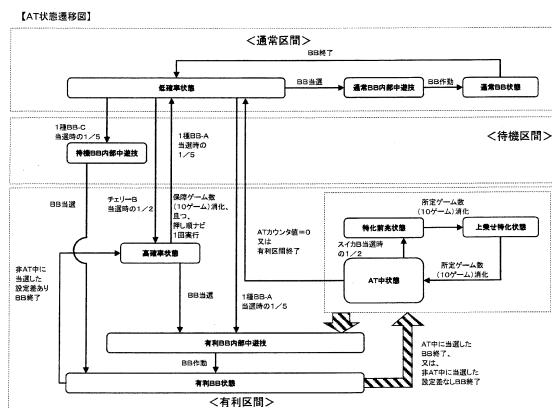 【AT状態遷移図】
＜通常区間＞
BB終了
低確率状態
BB当選
通常BB内部中遊技
BB作動
通常BB状態
1種BB-C
当選時の1／5
1種BB-A
当選時の
1／5
＜待機区間＞
待機BB内部中遊技
BB当選
チェリーB
当選時の1／2
保障ゲーム数
(10ゲーム)消化、
且つ、
押し順ナビ
1回実行
ATカウンタ値＝0
又は
有利区間終了
所定ゲーム数
(10ゲーム)消化
特化前兆状態
上乗せ特化状態
スイカB当選時
の1／2
所定ゲーム数
(10ゲーム)消化
AT中状態
高確率状態
非AT中に
当選した
設定差あり
BB終了
BB当選
1種BB-A
当選時の1／5
有利BB内部中遊技
BB作動
有利BB状態
AT中に当選した
BB終了、
又は、
非AT中に当選した
設定差なしBB終了
＜有利区間＞